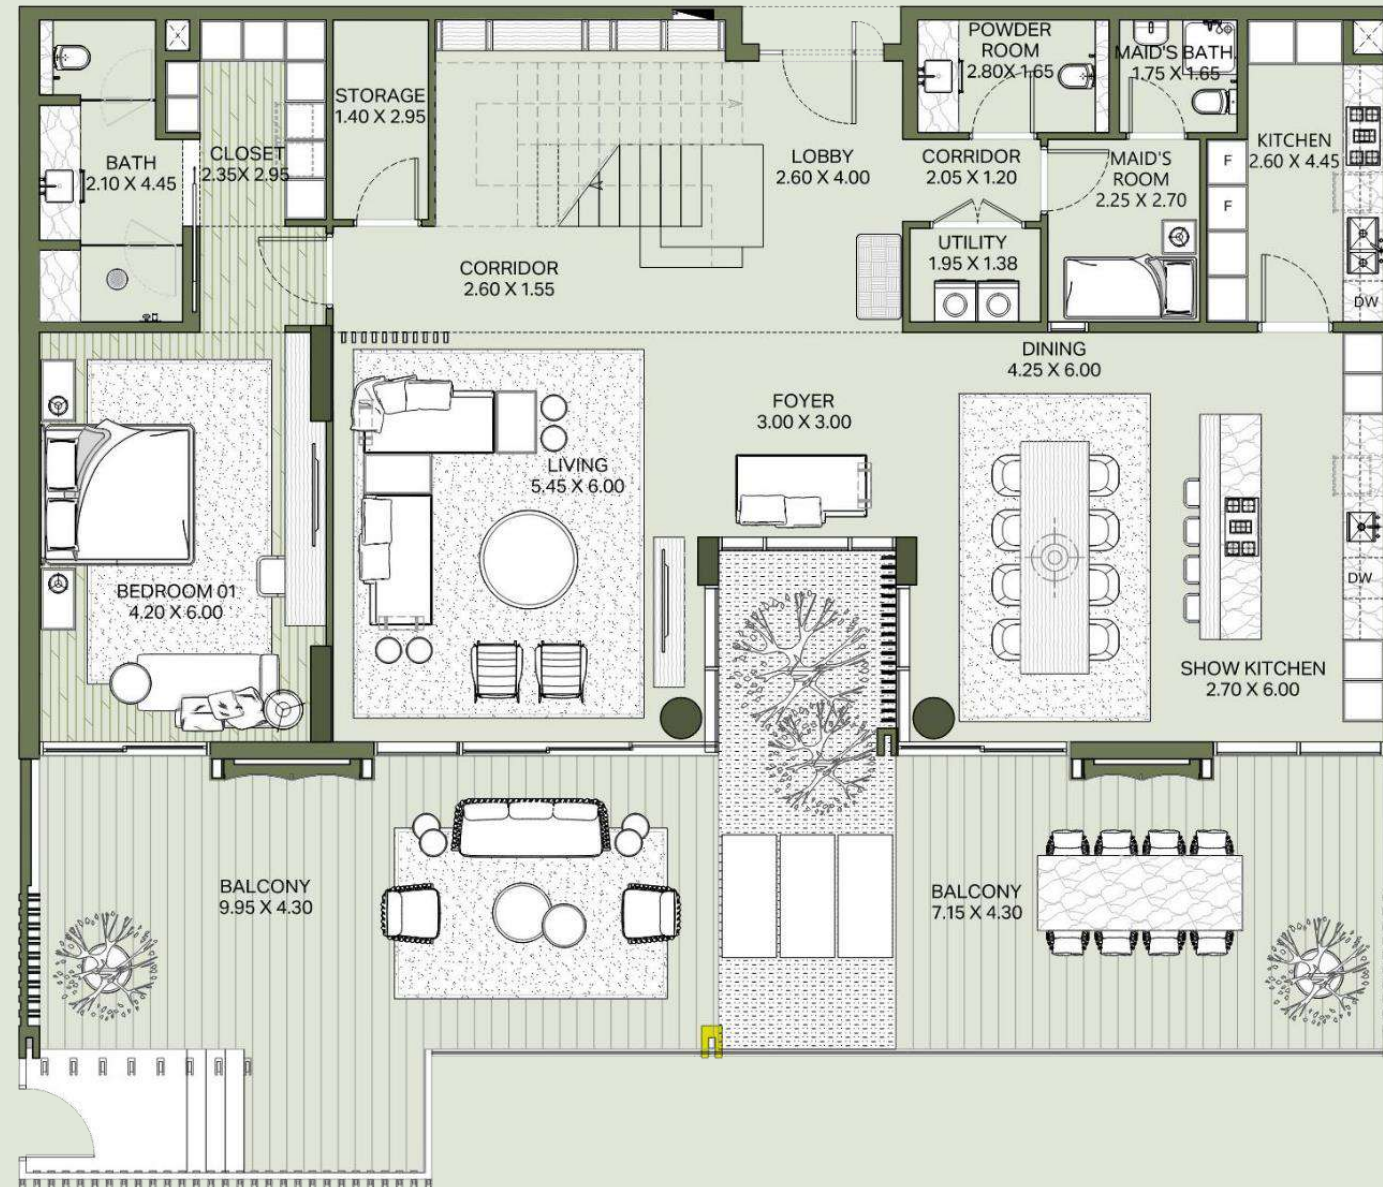 POWDER
ROOM
2.80X 1.65
MAID'S BATH
1.75 X 1.65
STORAGE
1.40 X 2.95
BATH
2.10 X 4.45
CLOSET
2.35X 2.95
LOBBY
2.60 X 4.00
CORRIDOR
2.05 X 1.20
MAID'S
ROOM
2.25 X 2.70
KITCHEN
2.60 X 4.45
F
F
UTILITY
1.95 X 1.38
CORRIDOR
2.60 X 1.55
DW
DINING
4.25 X 6.00
FOYER
3.00 X 3.00
LIVING
5.45 X 6.00
BEDROOM 01
4.20 X 6.00
DW
SHOW KITCHEN
2.70 X 6.00
BALCONY
9.95 X 4.30
BALCONY
7.15 X 4.30